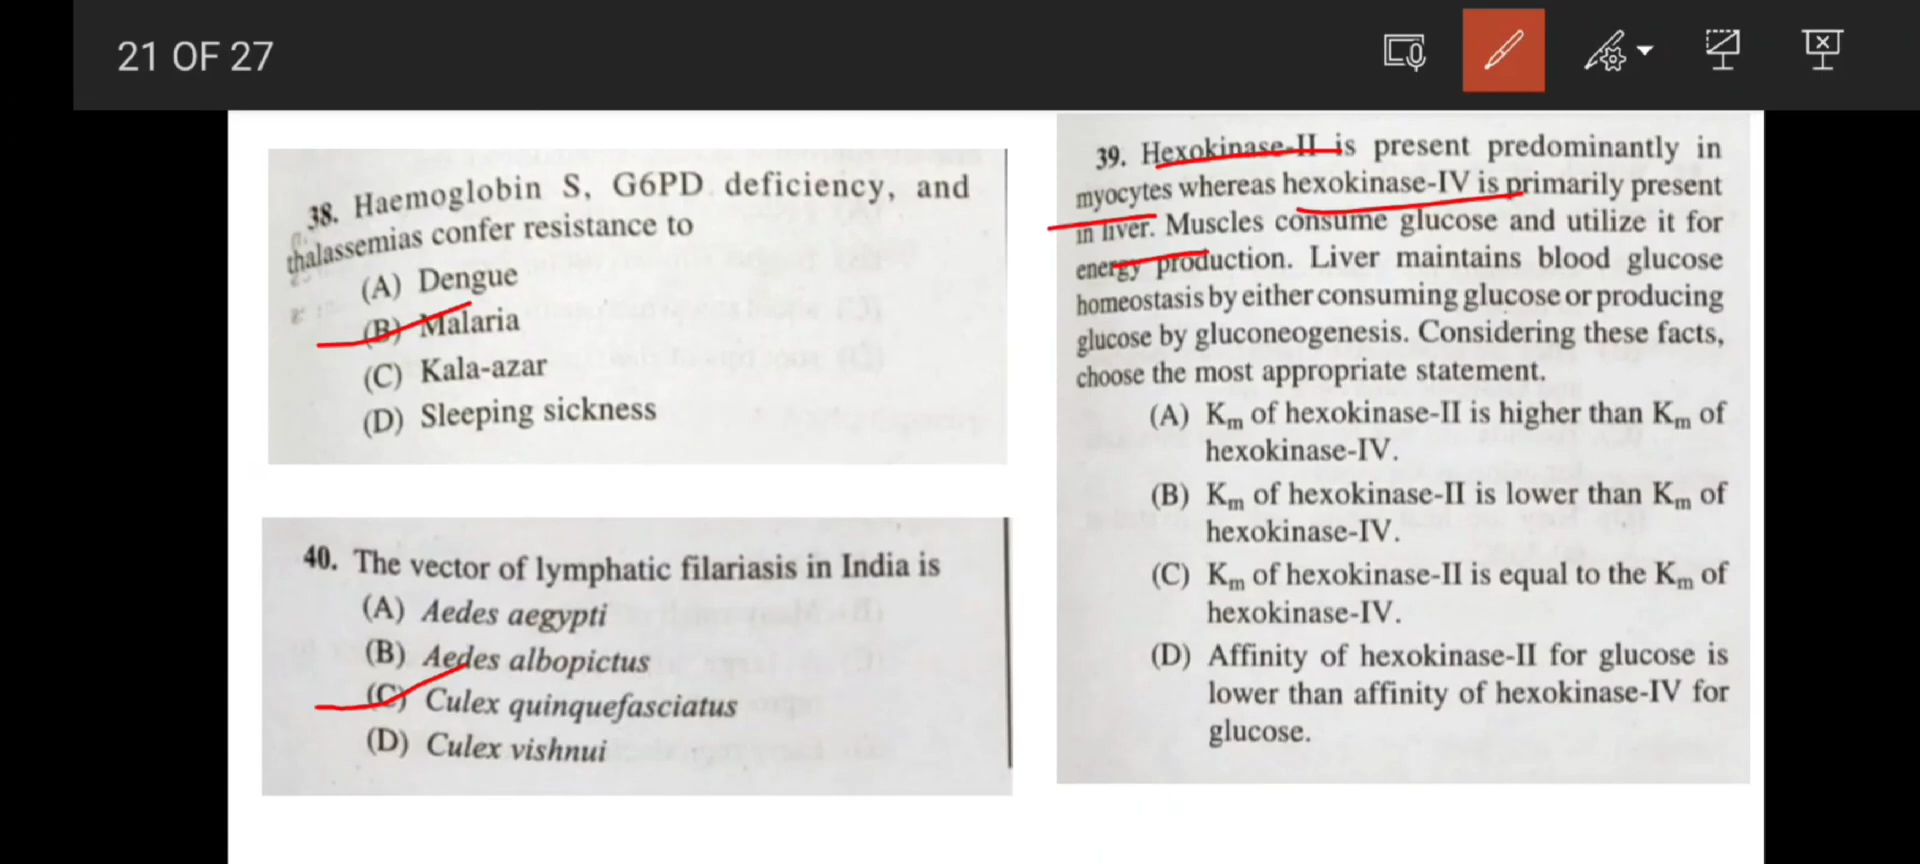 21 OF 27
38. Haemoglobin S, G6PD deficiency, and
thalassemias confer resistance to
(A) Dengue
(B) Malaria
(C) Kala-azar
(D) Sleeping sickness
40. The vector of lymphatic filariasis in India is
(A) Aedes aegypti
(B) Aedes albopictus
(C) Culex quinquefasciatus
(D) Culex vishnui
39. Hexokinase-II is present predominantly in
myocytes whereas hexokinase-IV is primarily present
in liver. Muscles consume glucose and utilize it for
energy production. Liver maintains blood glucose
homeostasis by either consuming glucose or producing
glucose by gluconeogenesis. Considering these facts,
choose the most appropriate statement.
(A) Km of hexokinase-II is higher than Km of
hexokinase-IV.
(B) Km of hexokinase-II is lower than Km of
hexokinase-IV.
(C) Km of hexokinase-II is equal to the Km of
hexokinase-IV.
(D) Affinity of hexokinase-II for glucose is
lower than affinity of hexokinase-IV for
glucose.